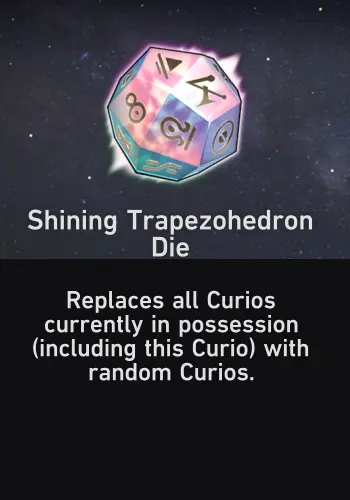 Shining Trapezohedron
Die
Replaces all Curios
currently in possession
(including this Curio) with
random Curios.